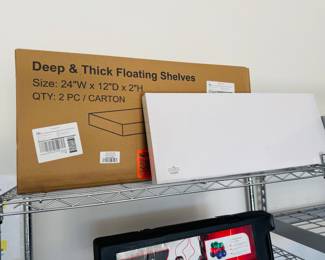 Deep & Thick Floating Shelves
Size: 24"W x 12"D x 2"H
QTY: 2 PC / CARTON